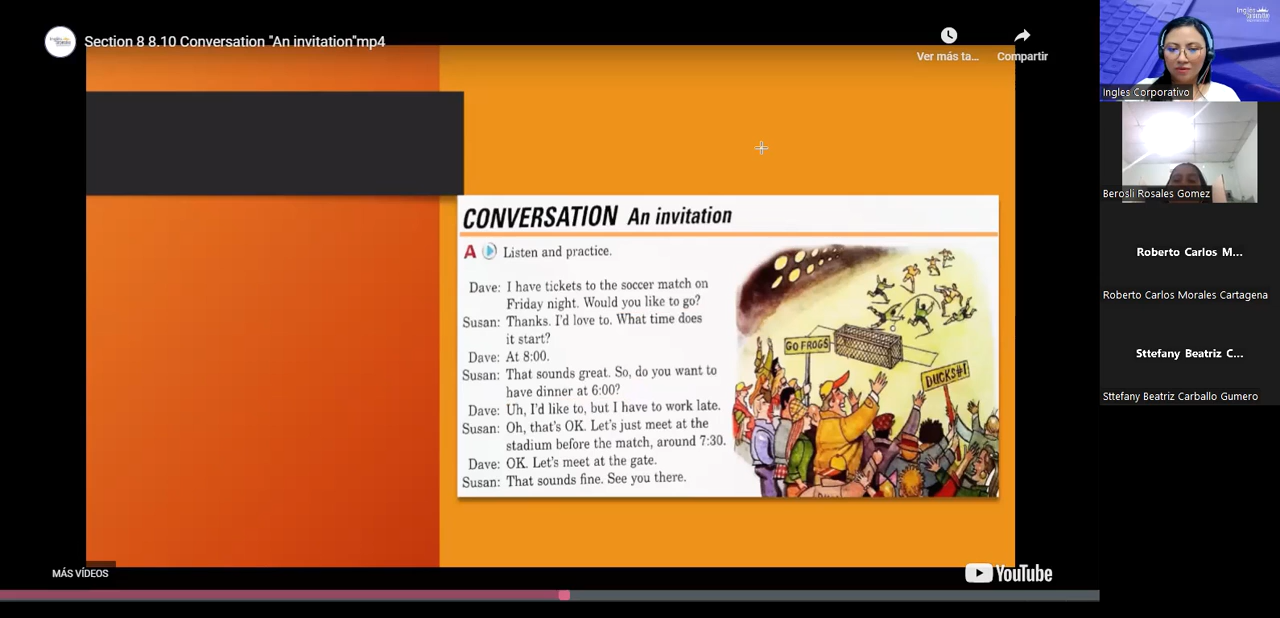 Section 8 8.10 Conversation "An invitation"mp4
Ver más ta...
Compartir
CONVERSATION An invitation
A Listen and practice.
Dave: I have tickets to the soccer match on
Friday night. Would you like to go?
Susan: Thanks. I'd love to. What time does
it start?
Dave: At 8:00.
Susan: That sounds great. So, do you want to
have dinner at 6:00?
Dave: Uh, I'd like to, but I have to work late.
Susan: Oh, that's OK. Let's just meet at the
stadium before the match, around 7:30.
Dave: OK. Let's meet at the gate.
Susan: That sounds fine. See you there.
GO FROGS
DUCKS#!
MÁS VÍDEOS
YouTube
Ingles Corporativo
Berosli Rosales Gomez
Roberto Carlos M...
Roberto Carlos Morales Cartagena
Sttefany Beatriz C...
Sttefany Beatriz Carballo Gumero